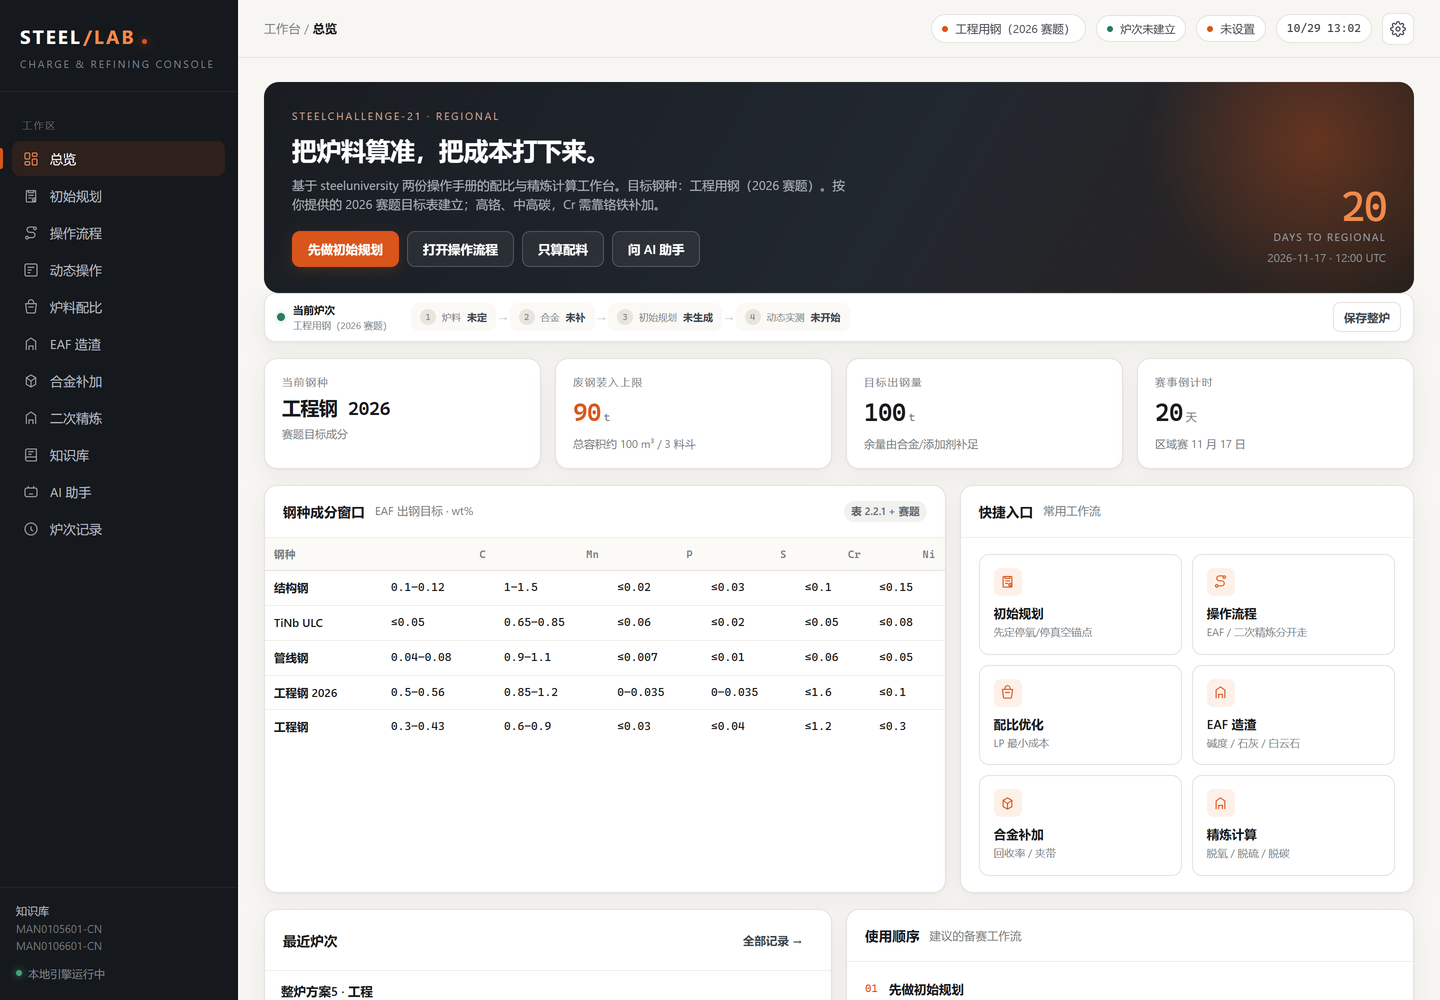 STEEL/LAB.
CHARGE & REFINING CONSOLE
工作区
总览
初始规划
操作流程
动态操作
炉料配比
EAF 造渣
合金补加
二次精炼
知识库
AI 助手
炉次记录
知识库
MAN0105601-CN
MAN0106601-CN
本地引擎运行中
工作台 / 总览
工程用钢（2026 赛题）
炉次未建立
未设置
10/29 13:02
STEELCHALLENGE-21 · REGIONAL
把炉料算准，把成本打下来。
基于 steeluniversity 两份操作手册的配比与精炼计算工作台。目标钢种：工程用钢（2026 赛题）。按
你提供的 2026 赛题目标表建立；高铬、中高碳，Cr 需靠铬铁补加。
先做初始规划
打开操作流程
只算配料
问 AI 助手
20
DAYS TO REGIONAL
2026-11-17 · 12:00 UTC
当前炉次
工程用钢（2026 赛题）
1 炉料 未定 → 2 合金 未补 → 3 初始规划 未生成 → 4 动态实测 未开始
保存整炉
当前钢种
工程钢 2026
赛题目标成分
废钢装入上限
90 t
总容积约 100 m³ / 3 料斗
目标出钢量
100 t
余量由合金/添加剂补足
赛事倒计时
20 天
区域赛 11 月 17 日
钢种成分窗口 EAF 出钢目标 · wt%
表 2.2.1 + 赛题
钢种 C Mn P S Cr Ni
结构钢 0.1–0.12 1–1.5 ≤0.02 ≤0.03 ≤0.1 ≤0.15
TiNb ULC ≤0.05 0.65–0.85 ≤0.06 ≤0.02 ≤0.05 ≤0.08
管线钢 0.04–0.08 0.9–1.1 ≤0.007 ≤0.01 ≤0.06 ≤0.05
工程钢 2026 0.5–0.56 0.85–1.2 0–0.035 0–0.035 ≤1.6 ≤0.1
工程钢 0.3–0.43 0.6–0.9 ≤0.03 ≤0.04 ≤1.2 ≤0.3
快捷入口 常用工作流
初始规划
先定停氧/停真空锚点
操作流程
EAF / 二次精炼分开走
配比优化
LP 最小成本
EAF 造渣
碱度 / 石灰 / 白云石
合金补加
回收率 / 夹带
精炼计算
脱氧 / 脱硫 / 脱碳
最近炉次
全部记录 →
整炉方案5 · 工程
使用顺序 建议的备赛工作流
01 先做初始规划